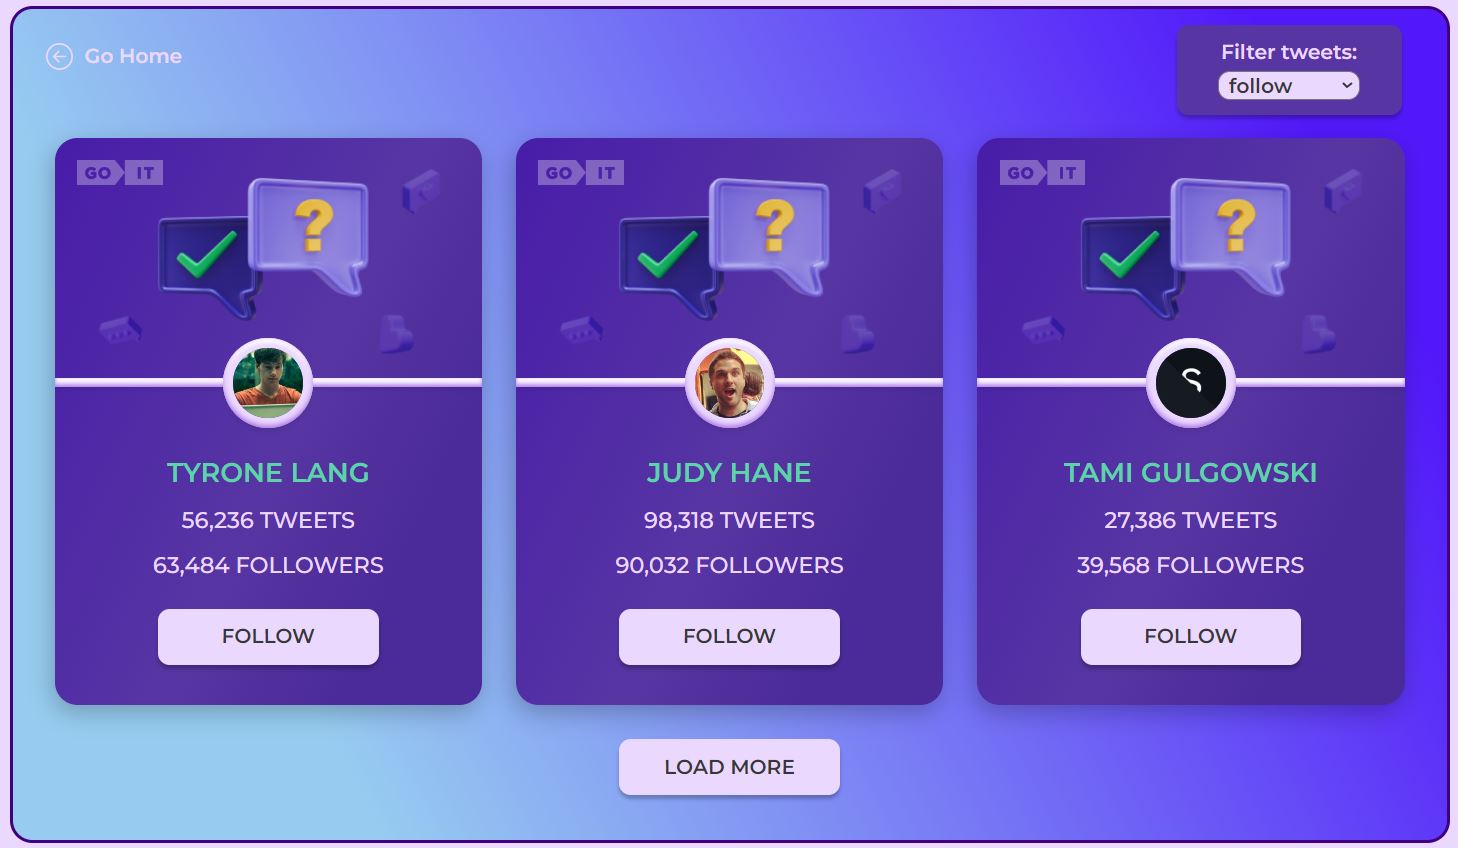 Go Home
Filter tweets:
follow
GO IT
GO IT
GO IT
?
?
?
S
TYRONE LANG
56,236 TWEETS
63,484 FOLLOWERS
FOLLOW
JUDY HANE
98,318 TWEETS
90,032 FOLLOWERS
FOLLOW
TAMI GULGOWSKI
27,386 TWEETS
39,568 FOLLOWERS
FOLLOW
LOAD MORE